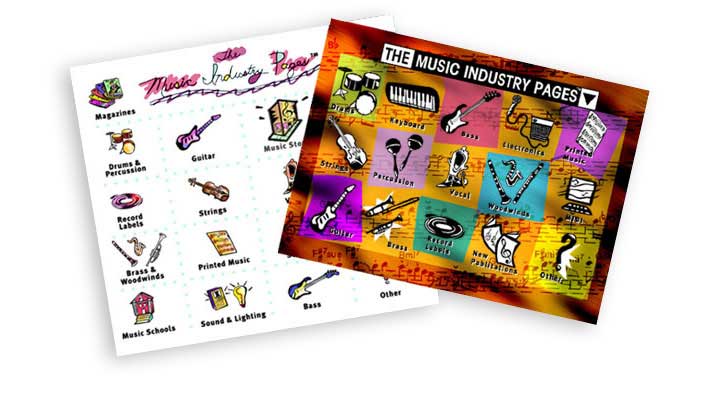 The
Music Industry Pages™
Magazines
Drums &
Percussion
Guitar
Music Sto
Record
Labels
Strings
Brass &
Woodwinds
Printed Music
Music Schools
Sound & Lighting
Bass
Other
THE MUSIC INDUSTRY PAGES
Drums
Keyboard
Bass
Electronics
Printed
Music
Strings
Percussion
Vocal
Woodwinds
MIDI
Guitar
Brass
Record
Labels
New
Publications
Other